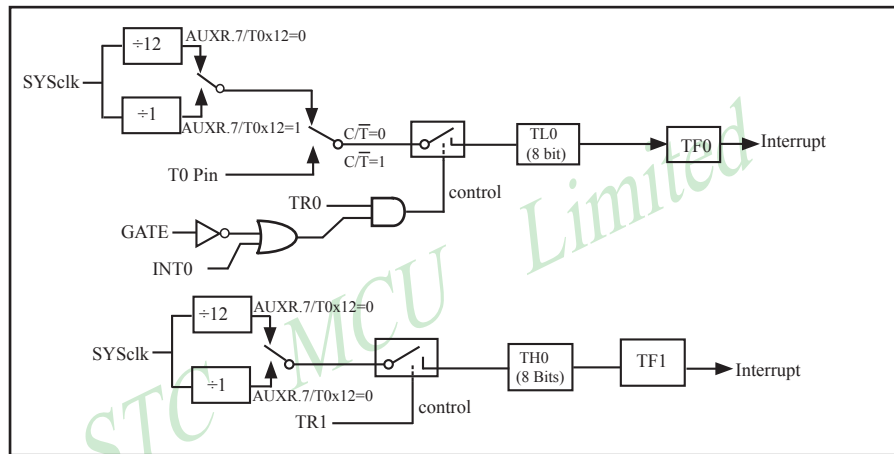 ÷12
AUXR.7/T0x12=0
SYSclk
÷1
AUXR.7/T0x12=1
C/T̅=0
C/T̅=1
T0 Pin
TL0
(8 bit)
TF0
Interrupt
control
TR0
GATE
INT0
÷12
AUXR.7/T0x12=0
SYSclk
÷1
AUXR.7/T0x12=0
TH0
(8 Bits)
TF1
Interrupt
control
TR1
STC MCU Limited